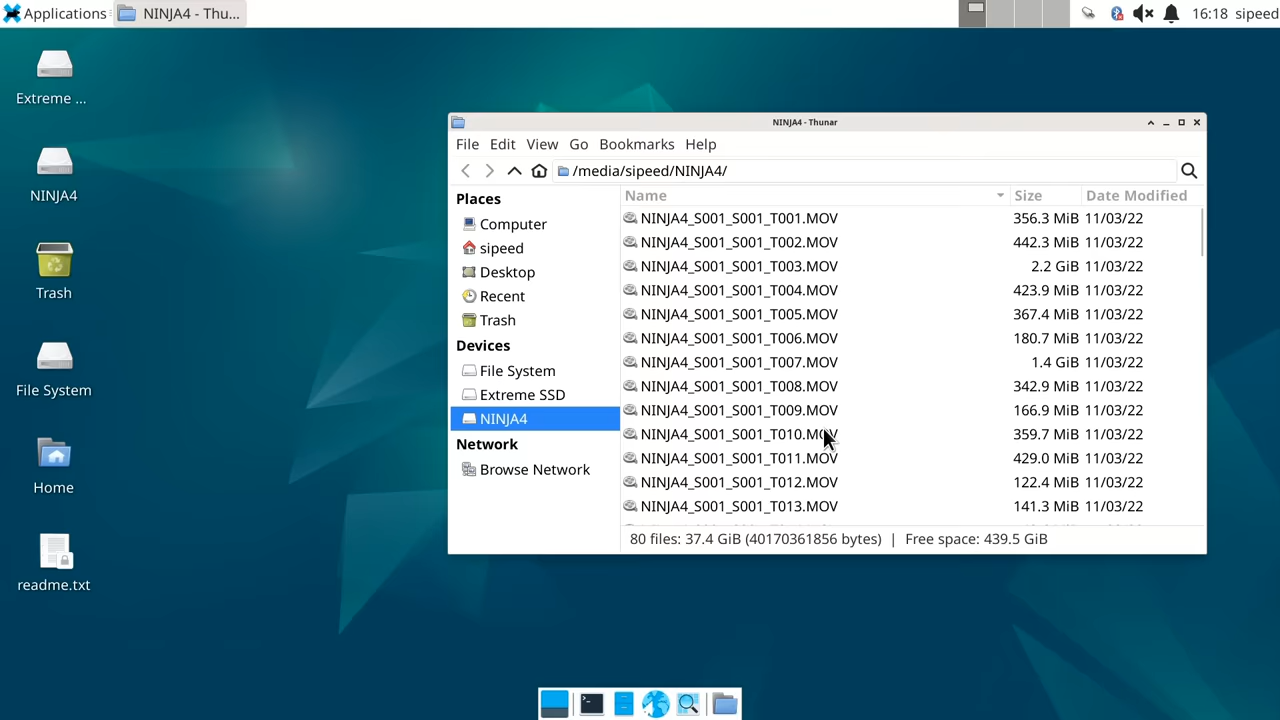 Applications
NINJA4 - Thu...
16:18 sipeed
Extreme ...
NINJA4
Trash
File System
Home
readme.txt
NINJA4 - Thunar
File Edit View Go Bookmarks Help
/media/sipeed/NINJA4/
Places
Computer
sipeed
Desktop
Recent
Trash
Devices
File System
Extreme SSD
NINJA4
Network
Browse Network
Name Size Date Modified
NINJA4_S001_S001_T001.MOV 356.3 MiB 11/03/22
NINJA4_S001_S001_T002.MOV 442.3 MiB 11/03/22
NINJA4_S001_S001_T003.MOV 2.2 GiB 11/03/22
NINJA4_S001_S001_T004.MOV 423.9 MiB 11/03/22
NINJA4_S001_S001_T005.MOV 367.4 MiB 11/03/22
NINJA4_S001_S001_T006.MOV 180.7 MiB 11/03/22
NINJA4_S001_S001_T007.MOV 1.4 GiB 11/03/22
NINJA4_S001_S001_T008.MOV 342.9 MiB 11/03/22
NINJA4_S001_S001_T009.MOV 166.9 MiB 11/03/22
NINJA4_S001_S001_T010.MOV 359.7 MiB 11/03/22
NINJA4_S001_S001_T011.MOV 429.0 MiB 11/03/22
NINJA4_S001_S001_T012.MOV 122.4 MiB 11/03/22
NINJA4_S001_S001_T013.MOV 141.3 MiB 11/03/22
80 files: 37.4 GiB (40170361856 bytes) | Free space: 439.5 GiB